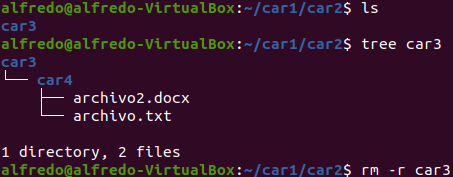 alfredo@alfredo-VirtualBox:~/car1/car2$ ls
car3
alfredo@alfredo-VirtualBox:~/car1/car2$ tree car3
car3
└── car4
    ├── archivo2.docx
    └── archivo.txt

1 directory, 2 files
alfredo@alfredo-VirtualBox:~/car1/car2$ rm -r car3